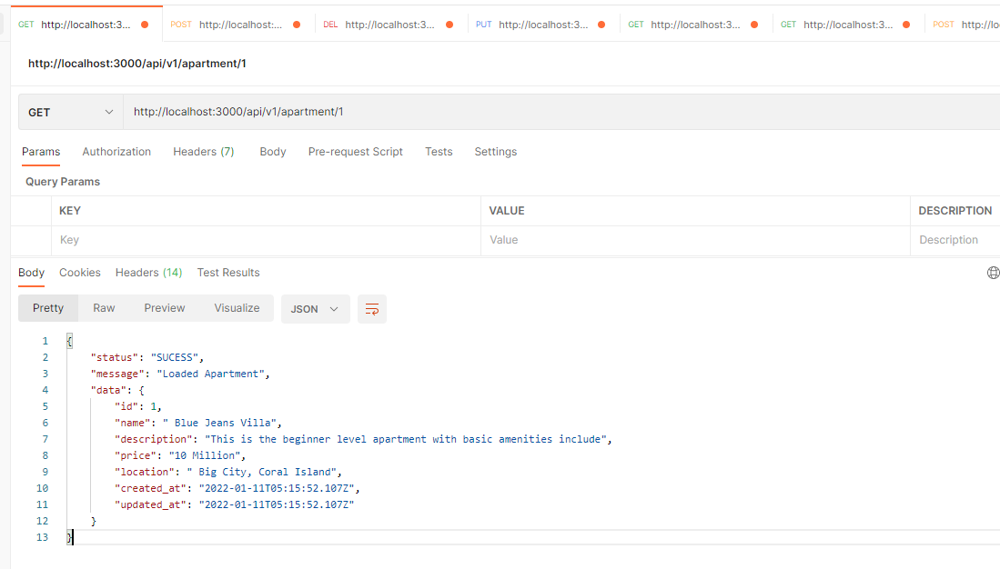 GET http://localhost:3... POST http://localhost:... DEL http://localhost:3... PUT http://localhost:3... GET http://localhost:3... GET http://localhost:3... POST http://lo
http://localhost:3000/api/v1/apartment/1
GET http://localhost:3000/api/v1/apartment/1
Params Authorization Headers (7) Body Pre-request Script Tests Settings
Query Params
KEY VALUE DESCRIPTION
Key Value Description
Body Cookies Headers (14) Test Results
Pretty Raw Preview Visualize JSON
1 {
2 "status": "SUCESS",
3 "message": "Loaded Apartment",
4 "data": {
5 "id": 1,
6 "name": " Blue Jeans Villa",
7 "description": "This is the beginner level apartment with basic amenities include",
8 "price": "10 Million",
9 "location": " Big City, Coral Island",
10 "created_at": "2022-01-11T05:15:52.107Z",
11 "updated_at": "2022-01-11T05:15:52.107Z"
12 }
13 }